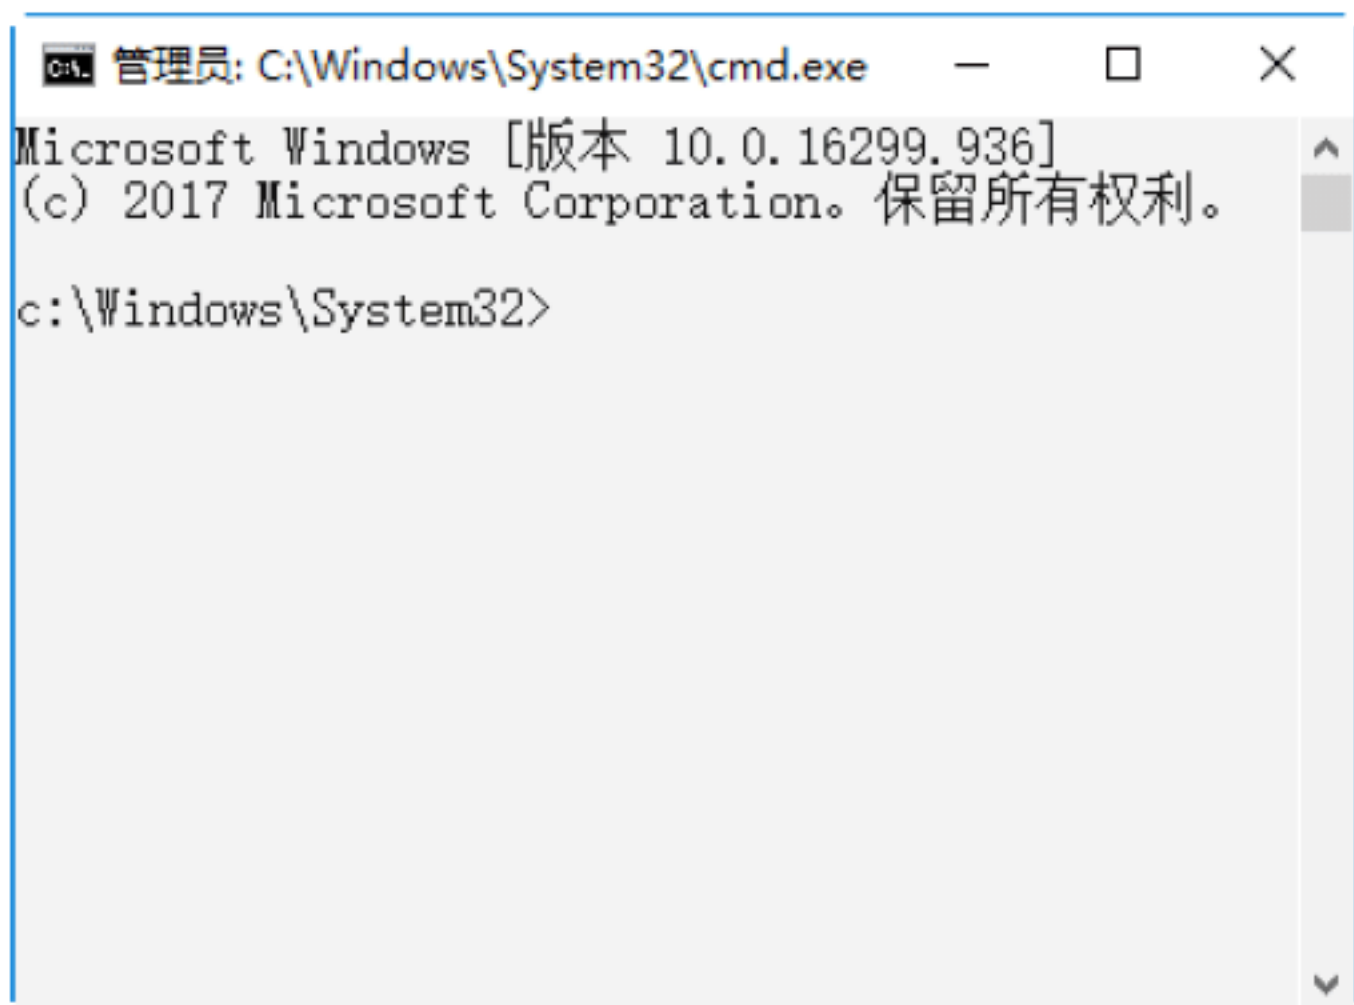 管理员: C:\Windows\System32\cmd.exe
Microsoft Windows [版本 10.0.16299.936]
(c) 2017 Microsoft Corporation。保留所有权利。
c:\Windows\System32>